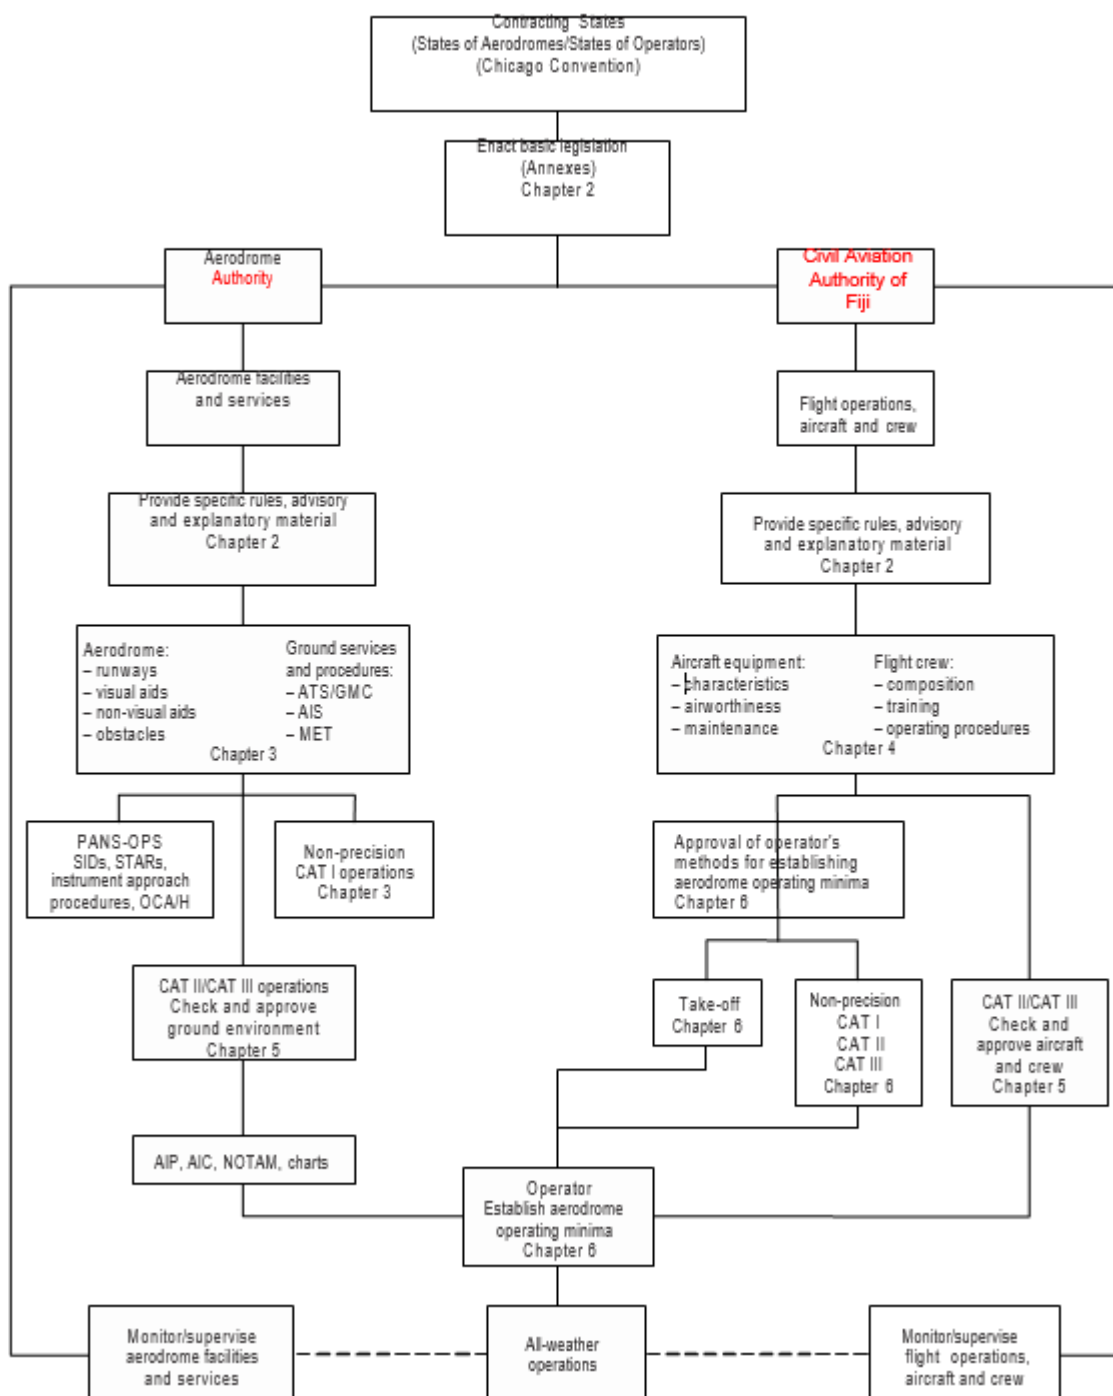 Contracting States
(States of Aerodromes/States of Operators)
(Chicago Convention)
Enact basic legislation
(Annexes)
Chapter 2
Aerodrome
Authority
Civil Aviation
Authority of
Fiji
Aerodrome facilities
and services
Flight operations,
aircraft and crew
Provide specific rules, advisory
and explanatory material
Chapter 2
Provide specific rules, advisory
and explanatory material
Chapter 2
Aerodrome:
– runways
– visual aids
– non-visual aids
– obstacles
Ground services
and procedures:
– ATS/GMC
– AIS
– MET
Chapter 3
Aircraft equipment:
– characteristics
– airworthiness
– maintenance
Flight crew:
– composition
– training
– operating procedures
Chapter 4
PANS-OPS
SIDs, STARs,
instrument approach
procedures, OCA/H
Non-precision
CAT I operations
Chapter 3
Approval of operator's
methods for establishing
aerodrome operating minima
Chapter 6
CAT II/CAT III operations
Check and approve
ground environment
Chapter 5
Take-off
Chapter 6
Non-precision
CAT I
CAT II
CAT III
Chapter 6
CAT II/CAT III
Check and
approve aircraft
and crew
Chapter 5
AIP, AIC, NOTAM, charts
Operator
Establish aerodrome
operating minima
Chapter 6
Monitor/supervise
aerodrome facilities
and services
All-weather
operations
Monitor/supervise
flight operations,
aircraft and crew